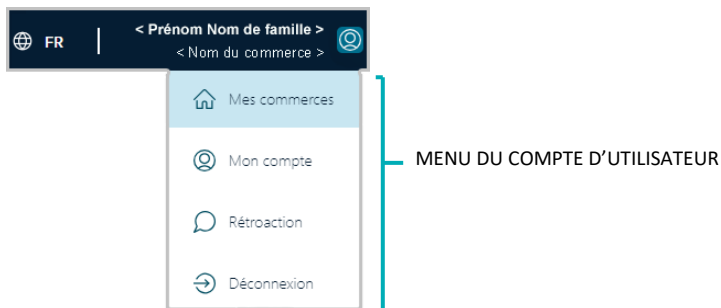 FR
< Prénom Nom de famille >
< Nom du commerce >
Mes commerces
Mon compte
Rétroaction
Déconnexion
MENU DU COMPTE D’UTILISATEUR